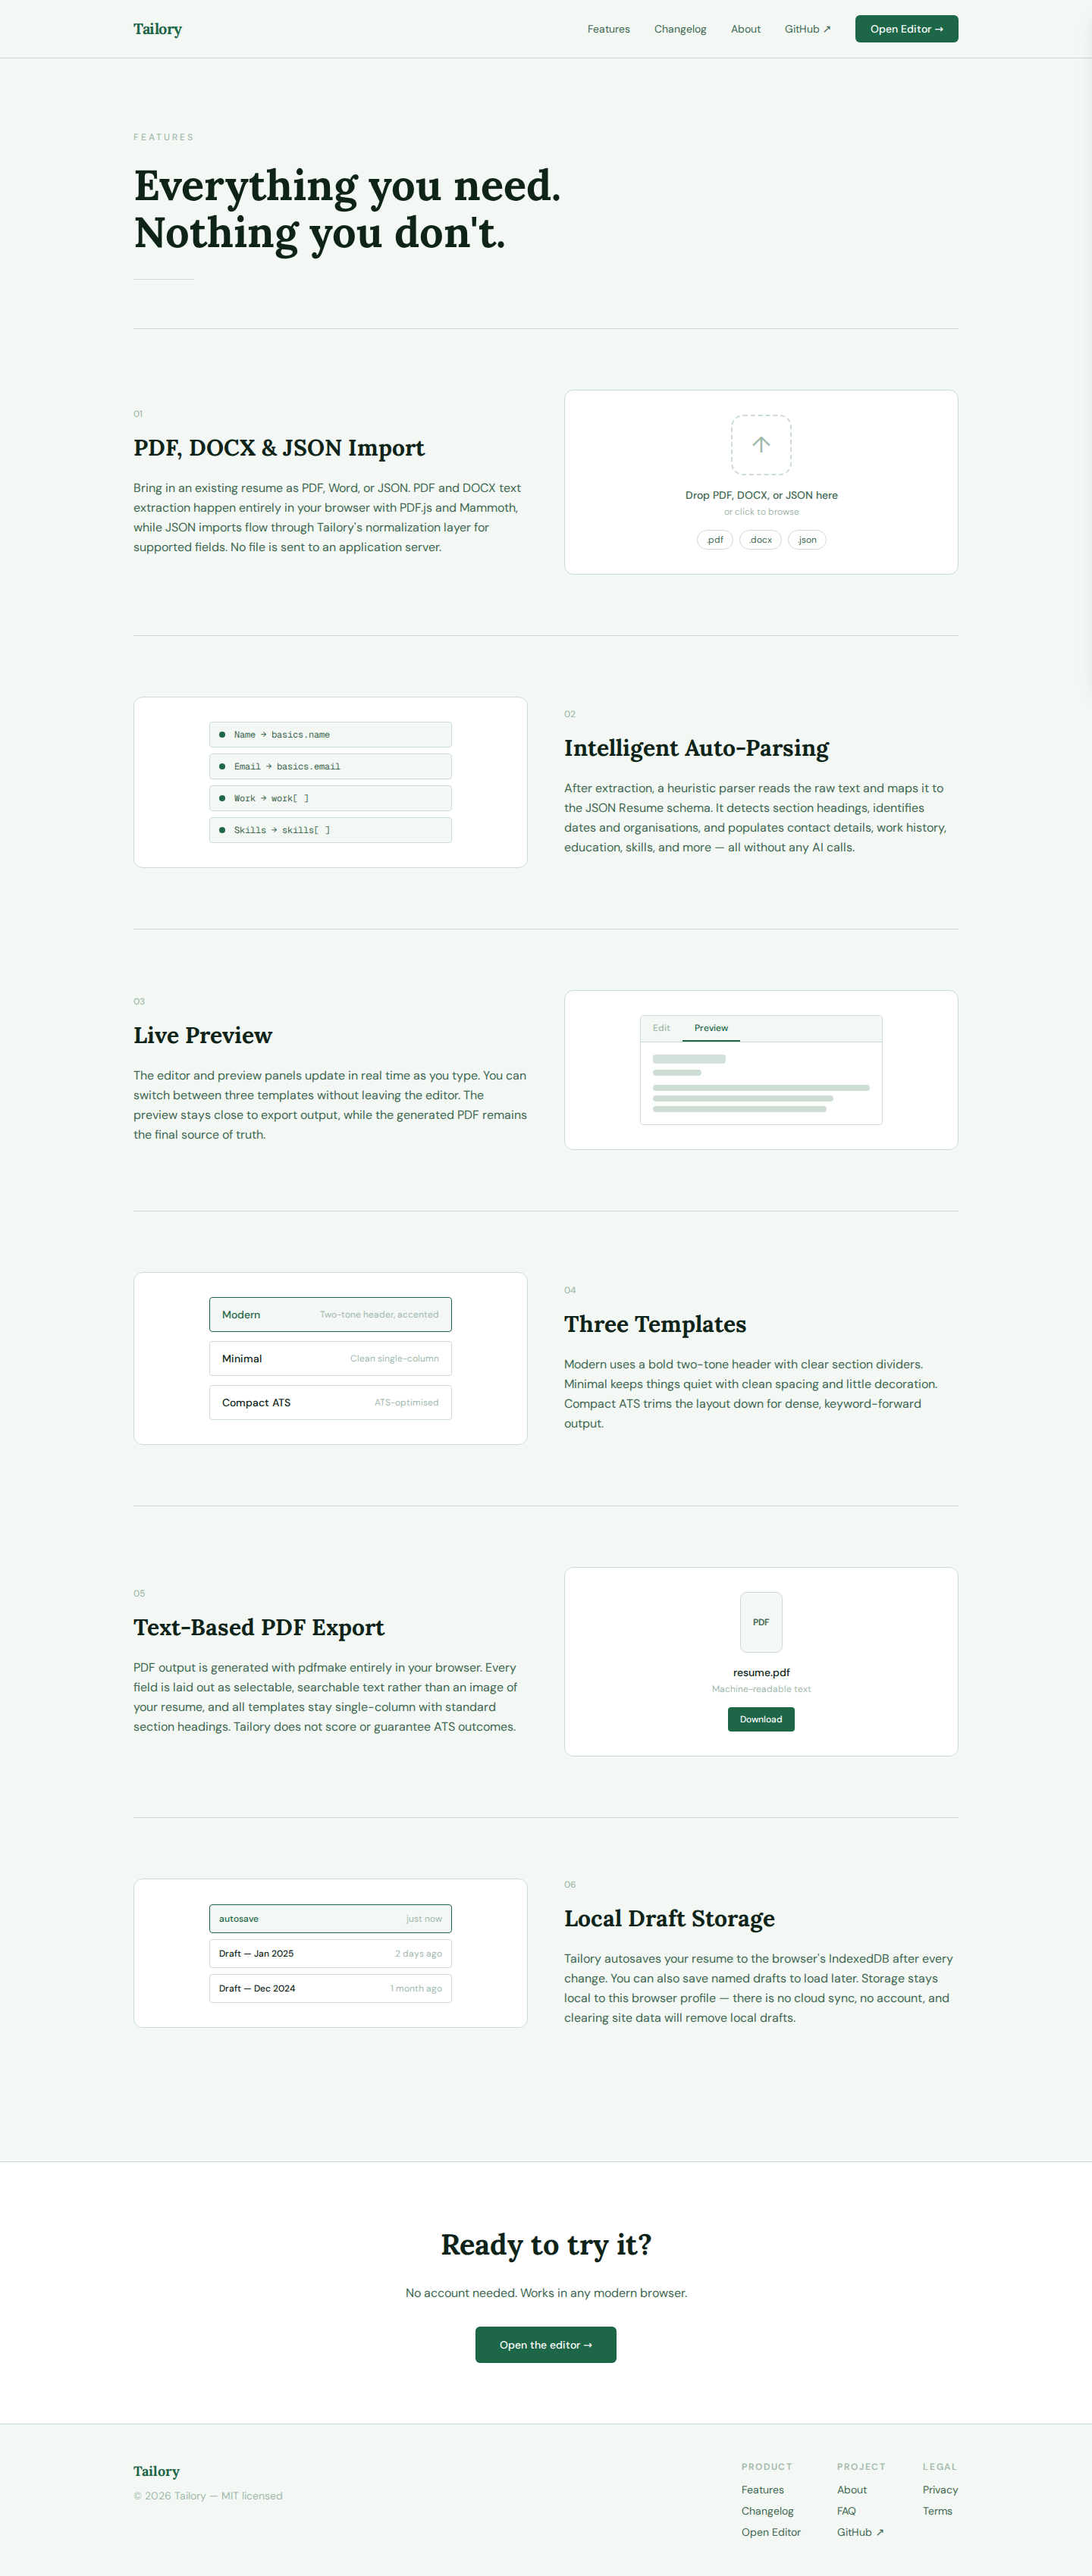 Tailory
Features
Changelog
About
GitHub ↗
Open Editor →
FEATURES
Everything you need.
Nothing you don't.
01
PDF, DOCX & JSON Import
Bring in an existing resume as PDF, Word, or JSON. PDF and DOCX text
extraction happen entirely in your browser with PDF.js and Mammoth,
while JSON imports flow through Tailory's normalization layer for
supported fields. No file is sent to an application server.
Drop PDF, DOCX, or JSON here
or click to browse
.pdf
.docx
.json
Name → basics.name
Email → basics.email
Work → work[ ]
Skills → skills[ ]
02
Intelligent Auto-Parsing
After extraction, a heuristic parser reads the raw text and maps it to
the JSON Resume schema. It detects section headings, identifies
dates and organisations, and populates contact details, work history,
education, skills, and more — all without any AI calls.
03
Live Preview
The editor and preview panels update in real time as you type. You can
switch between three templates without leaving the editor. The
preview stays close to export output, while the generated PDF remains
the final source of truth.
Edit
Preview
Modern
Two-tone header, accented
Minimal
Clean single-column
Compact ATS
ATS-optimised
04
Three Templates
Modern uses a bold two-tone header with clear section dividers.
Minimal keeps things quiet with clean spacing and little decoration.
Compact ATS trims the layout down for dense, keyword-forward
output.
05
Text-Based PDF Export
PDF output is generated with pdfmake entirely in your browser. Every
field is laid out as selectable, searchable text rather than an image of
your resume, and all templates stay single-column with standard
section headings. Tailory does not score or guarantee ATS outcomes.
PDF
resume.pdf
Machine-readable text
Download
autosave
just now
Draft — Jan 2025
2 days ago
Draft — Dec 2024
1 month ago
06
Local Draft Storage
Tailory autosaves your resume to the browser's IndexedDB after every
change. You can also save named drafts to load later. Storage stays
local to this browser profile — there is no cloud sync, no account, and
clearing site data will remove local drafts.
Ready to try it?
No account needed. Works in any modern browser.
Open the editor →
Tailory
© 2026 Tailory — MIT licensed
PRODUCT
Features
Changelog
Open Editor
PROJECT
About
FAQ
GitHub ↗
LEGAL
Privacy
Terms